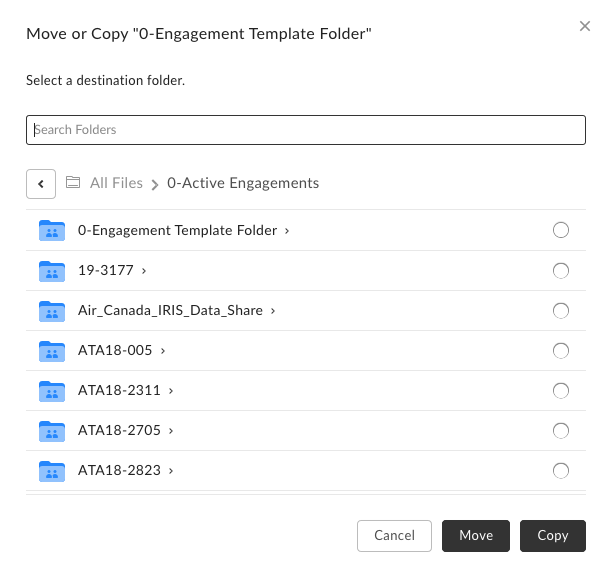 Move or Copy "0-Engagement Template Folder"
Select a destination folder.
Search Folders
All Files > 0-Active Engagements
0-Engagement Template Folder ›
19-3177 ›
Air_Canada_IRIS_Data_Share ›
ATA18-005 ›
ATA18-2311 ›
ATA18-2705 ›
ATA18-2823 ›
Cancel Move Copy